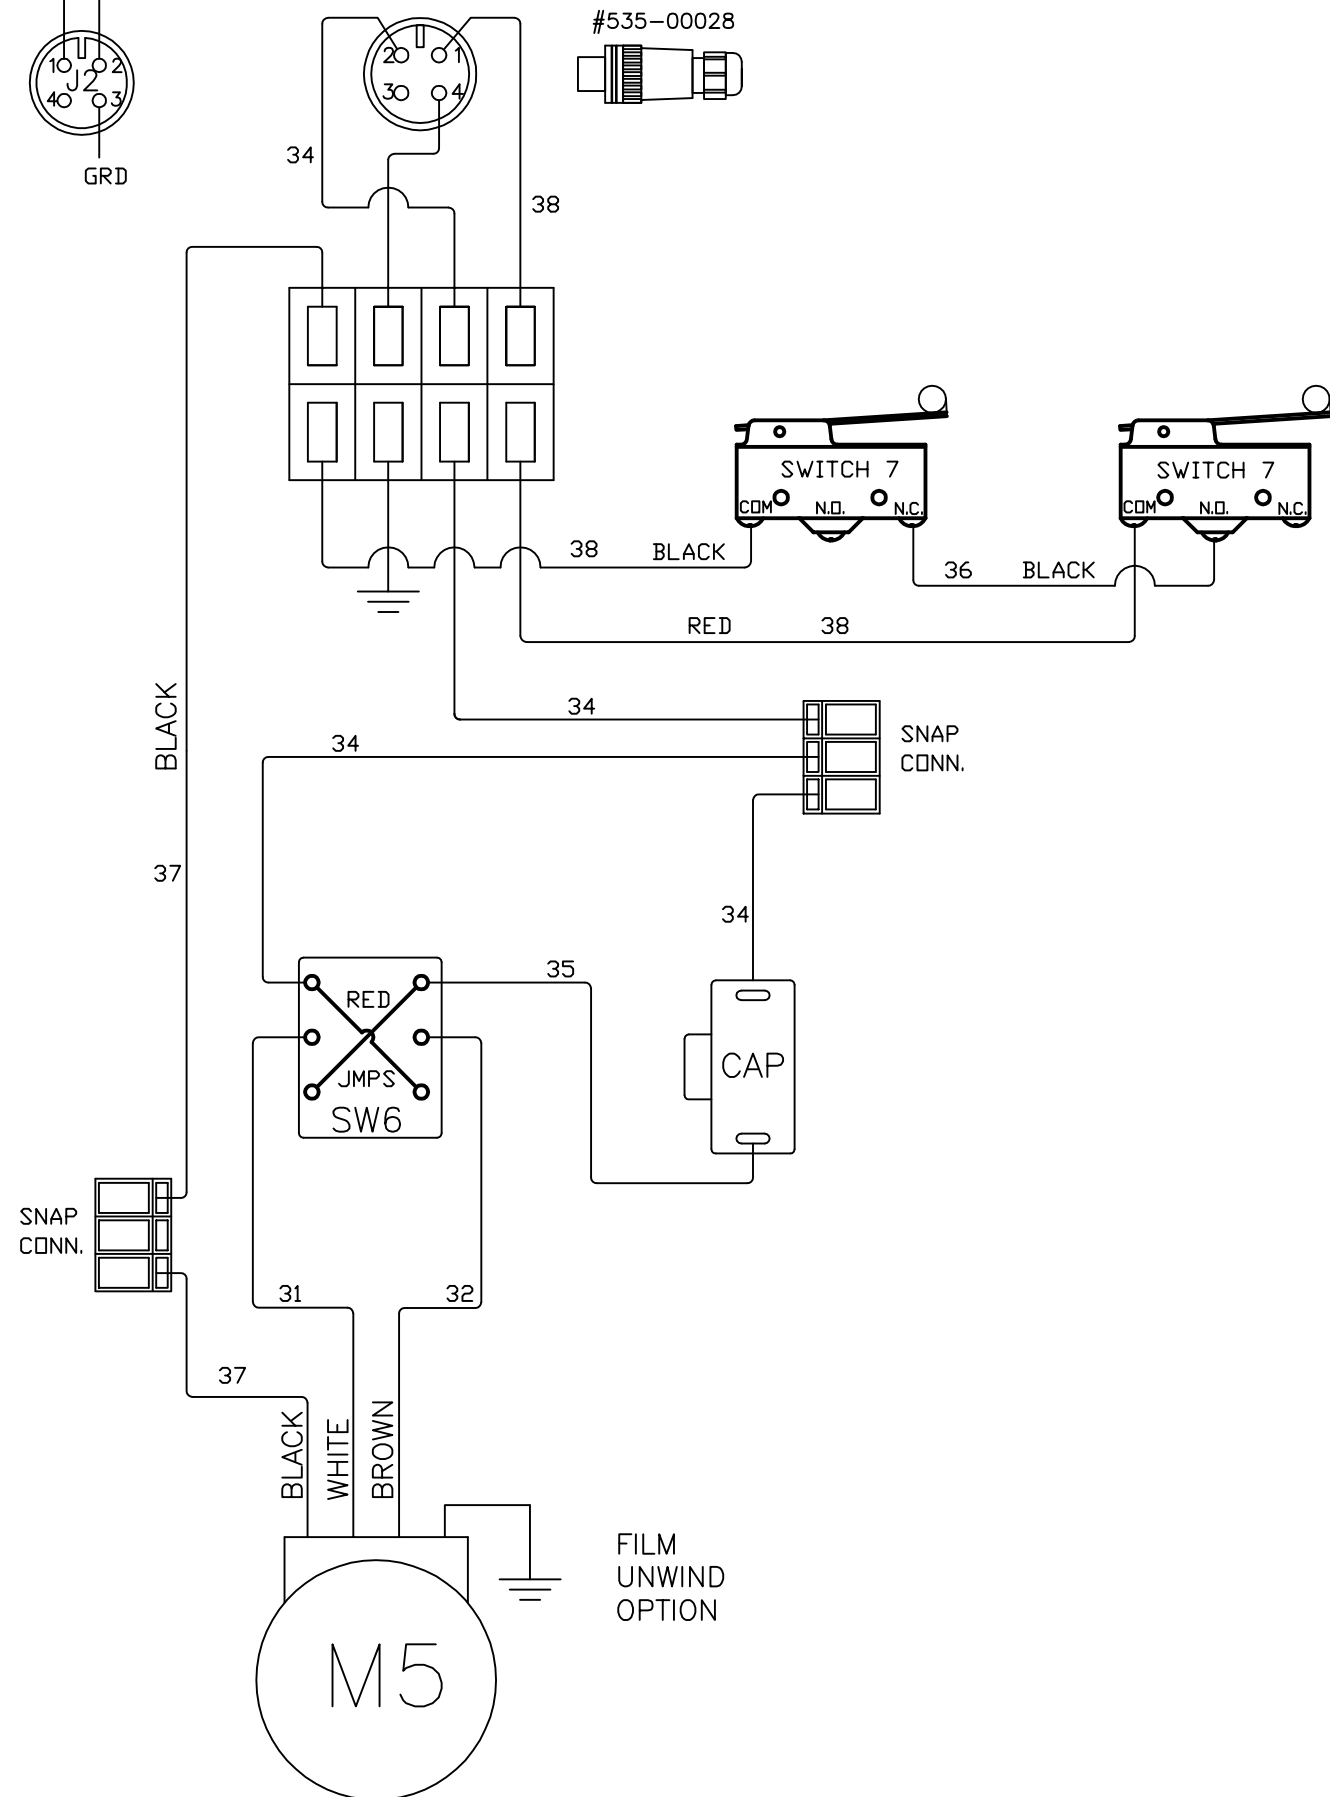 #535-00028
1
2
J2
4
3
GRD
2
1
3
4
34
38
SWITCH 7
COM
N.O.
N.C.
SWITCH 7
COM
N.O.
N.C.
38
BLACK
36
BLACK
RED
38
BLACK
34
34
SNAP
CONN.
37
34
35
RED
JMPS
SW6
CAP
SNAP
CONN.
31
32
37
BLACK
WHITE
BROWN
FILM
UNWIND
OPTION
M5